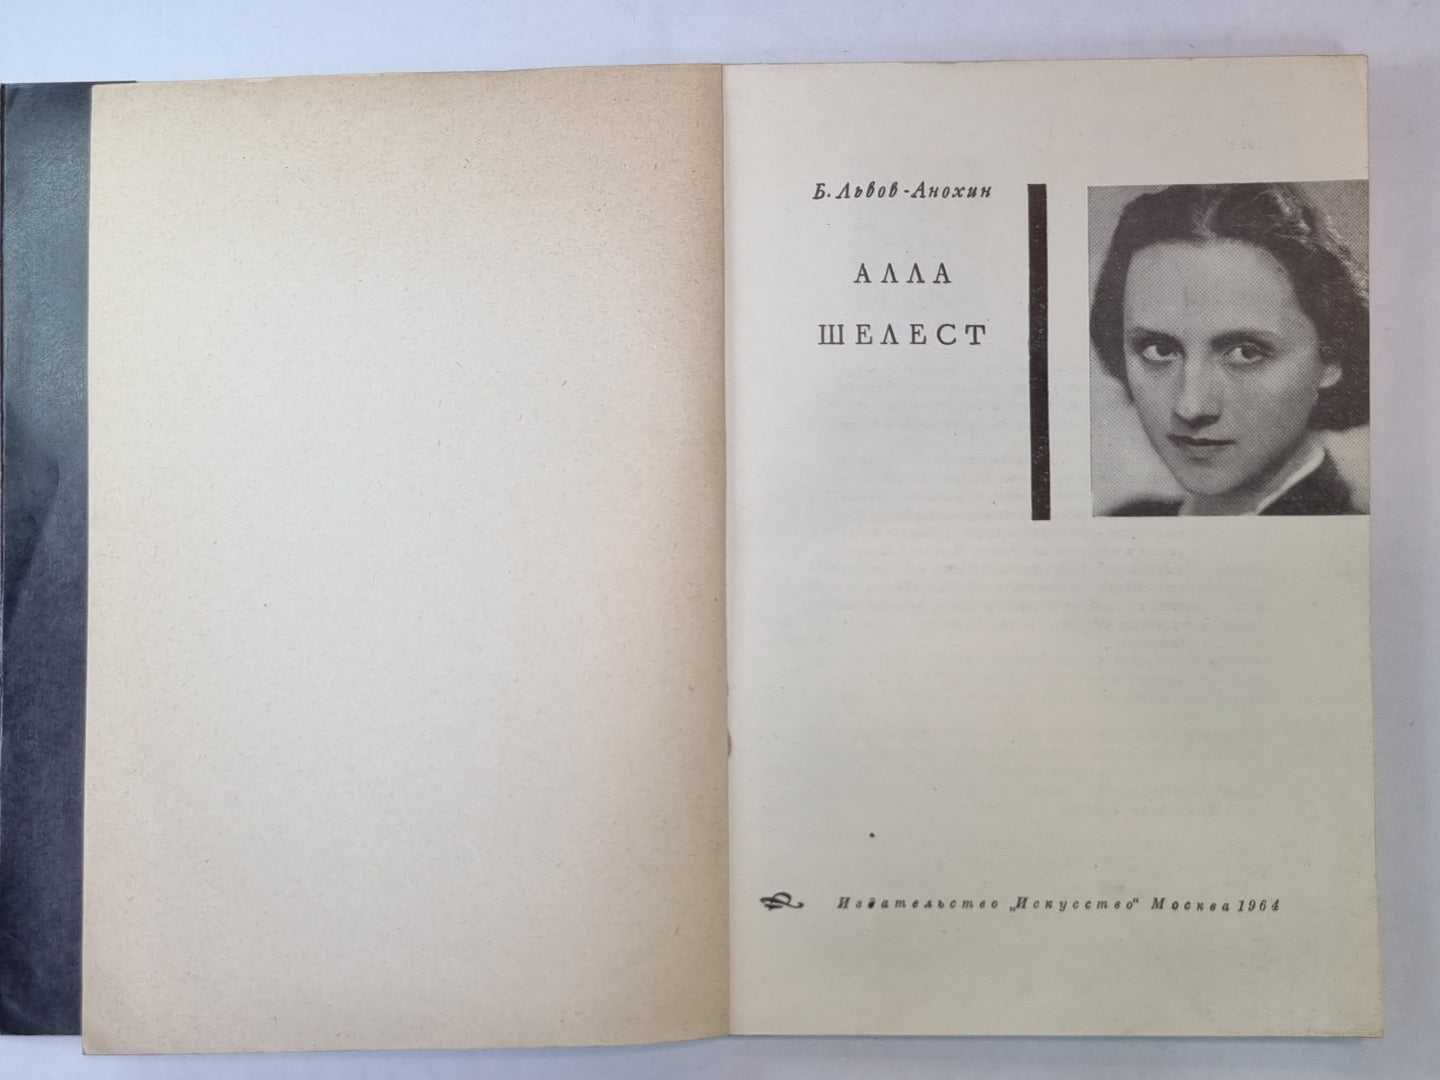 Б. Львов-Анохин
АЛЛА
ШЕЛЕСТ
Издательство „Искусство“ Москва 1964